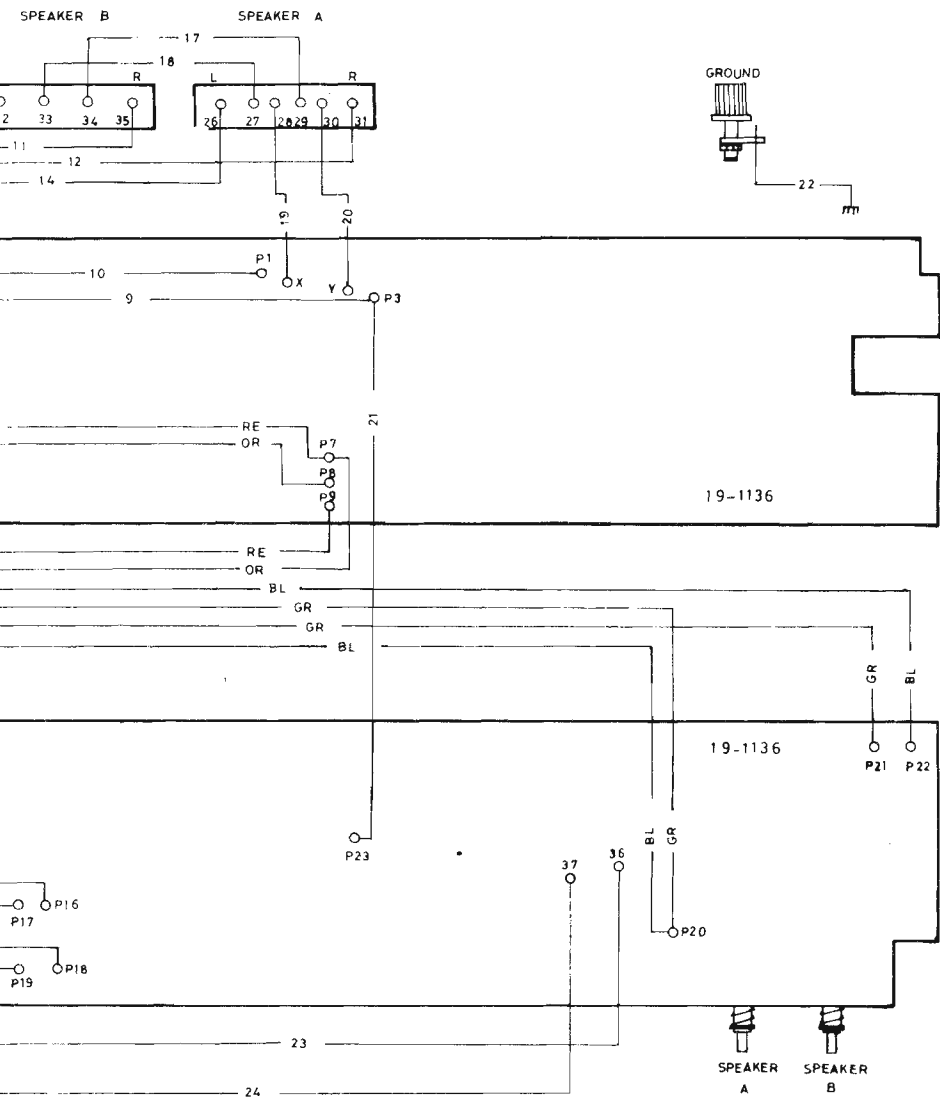 SPEAKER B
SPEAKER A
17
18
R
L
R
GROUND
2
33
34
35
26
27
28
29
30
31
11
12
14
22
19
20
P1
10
X
Y
9
P3
21
RE
OR
P7
P8
P9
19-1136
RE
OR
BL
GR
GR
BL
GR
BL
19-1136
P21
P22
P23
BL
GR
37
36
P16
P17
P20
P18
P19
23
SPEAKER
A
SPEAKER
B
24